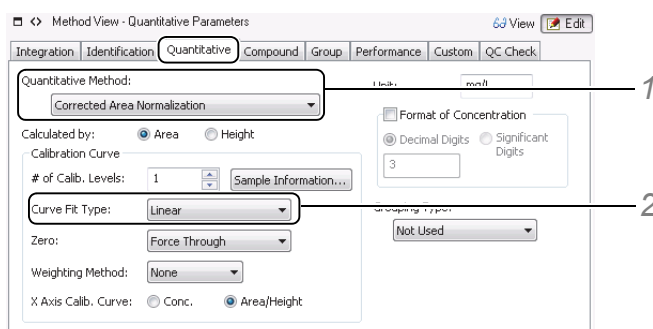 Method View - Quantitative Parameters View Edit
Integration Identification Quantitative Compound Group Performance Custom QC Check
Quantitative Method: Unit: mg/L
Corrected Area Normalization
1
Format of Concentration
Calculated by: Area Height
Decimal Digits Significant Digits
Calibration Curve
3
# of Calib. Levels: 1 Sample Information...
Curve Fit Type: Linear
2
Grouping Type:
Zero: Force Through Not Used
Weighting Method: None
X Axis Calib. Curve: Conc. Area/Height